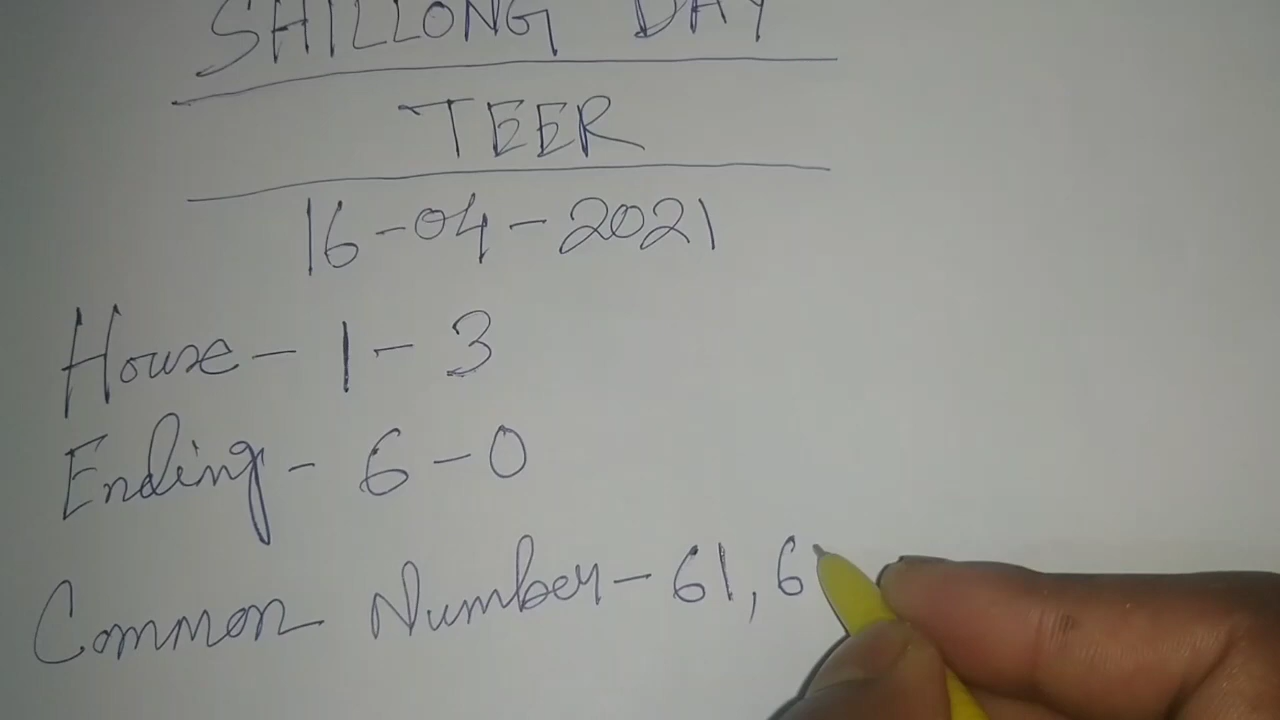 SHILLONG DAY
TEER
16-04-2021
House - 1 - 3
Ending - 6 - 0
Common Number - 61, 6